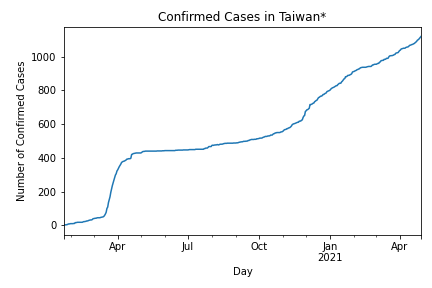 Confirmed Cases in Taiwan*
Number of Confirmed Cases
1000
800
600
400
200
0
Apr
Jul
Oct
Jan
2021
Apr
Day